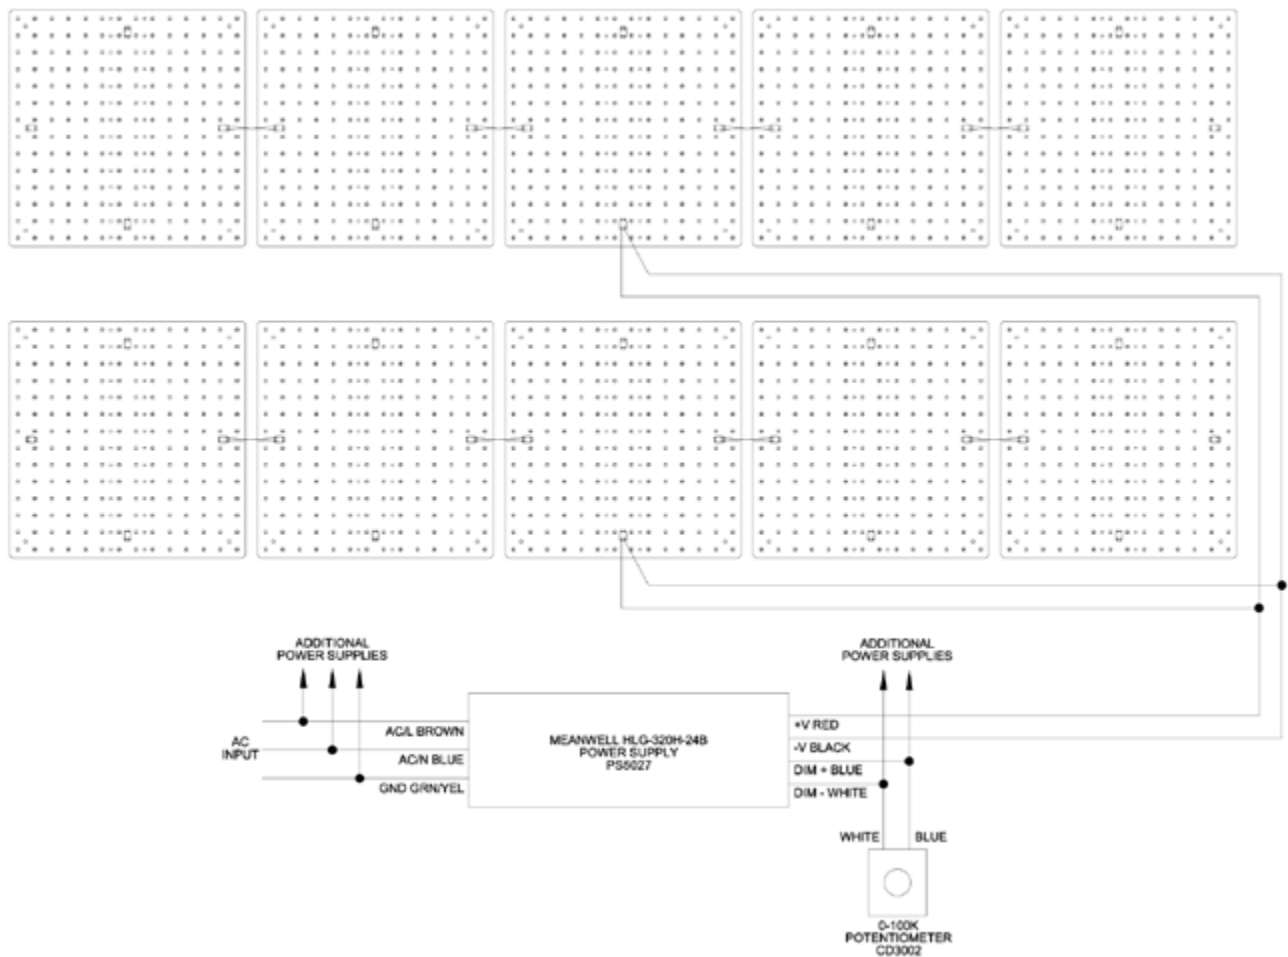 ADDITIONAL
POWER SUPPLIES
ADDITIONAL
POWER SUPPLIES
AC
INPUT
AC/L BROWN
AC/N BLUE
GND GRN/YEL
MEANWELL HLG-320H-24B
POWER SUPPLY
PS5027
+V RED
-V BLACK
DIM + BLUE
DIM - WHITE
WHITE
BLUE
0-100K
POTENTIOMETER
CD3002